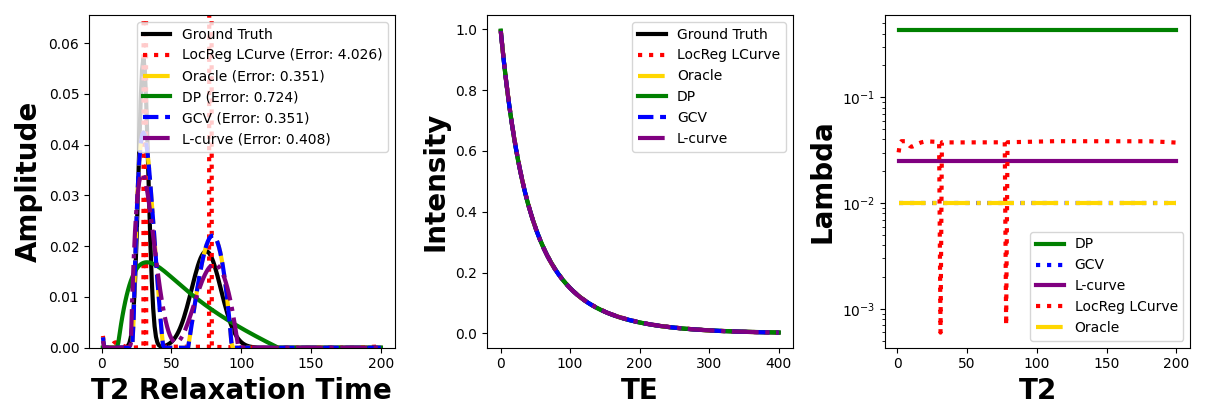 Amplitude
0.06
0.05
0.04
0.03
0.02
0.01
0.00
Ground Truth
LocReg LCurve (Error: 4.026)
Oracle (Error: 0.351)
DP (Error: 0.724)
GCV (Error: 0.351)
L-curve (Error: 0.408)
0 50 100 150 200
T2 Relaxation Time
Intensity
1.0
0.8
0.6
0.4
0.2
0.0
Ground Truth
LocReg LCurve
Oracle
DP
GCV
L-curve
0 100 200 300 400
TE
Lambda
10⁻¹
10⁻²
10⁻³
DP
GCV
L-curve
LocReg LCurve
Oracle
0 50 100 150 200
T2